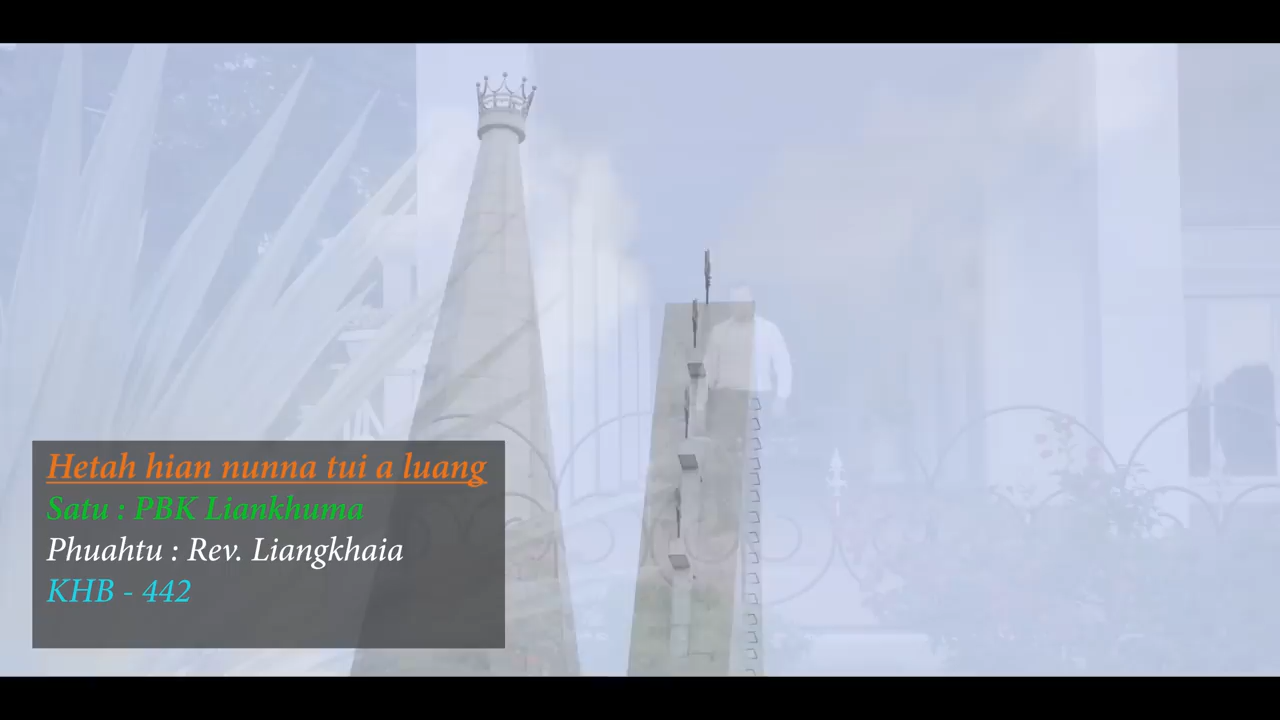 Hetah hian nunna tui a luang
Satu : PBK Liankhuma
Phuahtu : Rev. Liangkhaia
KHB - 442